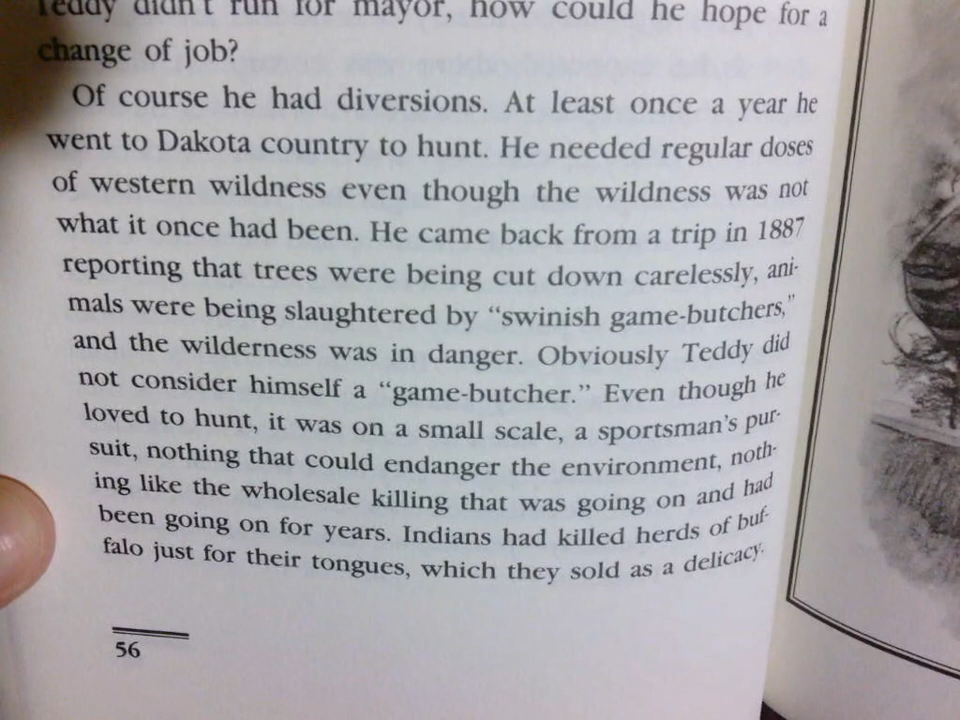 Teddy didn't run for mayor, how could he hope for a
change of job?
Of course he had diversions. At least once a year he
went to Dakota country to hunt. He needed regular doses
of western wildness even though the wildness was not
what it once had been. He came back from a trip in 1887
reporting that trees were being cut down carelessly, ani-
mals were being slaughtered by “swinish game-butchers,”
and the wilderness was in danger. Obviously Teddy did
not consider himself a “game-butcher.” Even though he
loved to hunt, it was on a small scale, a sportsman's pur-
suit, nothing that could endanger the environment, noth-
ing like the wholesale killing that was going on and had
been going on for years. Indians had killed herds of buf-
falo just for their tongues, which they sold as a delicacy.
56